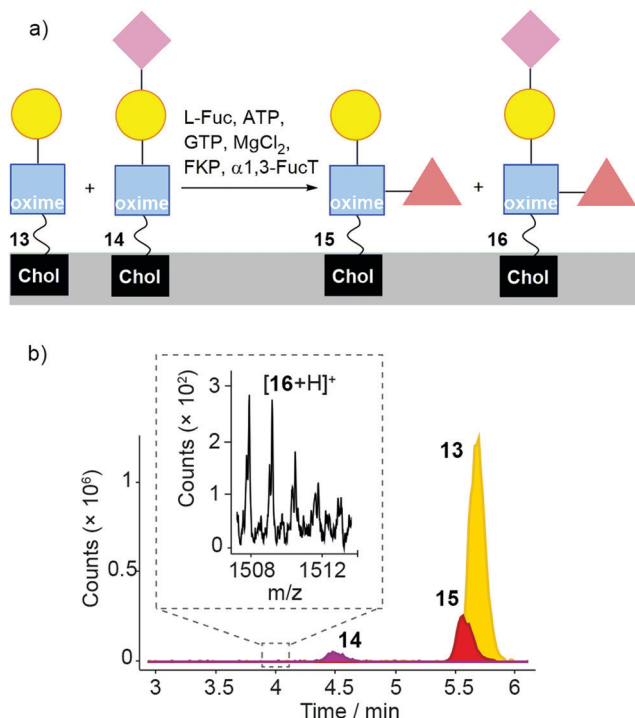 a)
L-Fuc, ATP,
GTP, MgCl₂,
FKP, α1,3-FucT
oxime + oxime oxime + oxime
13 14 15 16
Chol Chol Chol Chol
b)
[16+H]⁺
Counts (× 10²)
3
2
1
0
1508 1512
m/z
13
15
14
Counts (× 10⁶)
1
0.5
0
3 3.5 4 4.5 5 5.5 6
Time / min